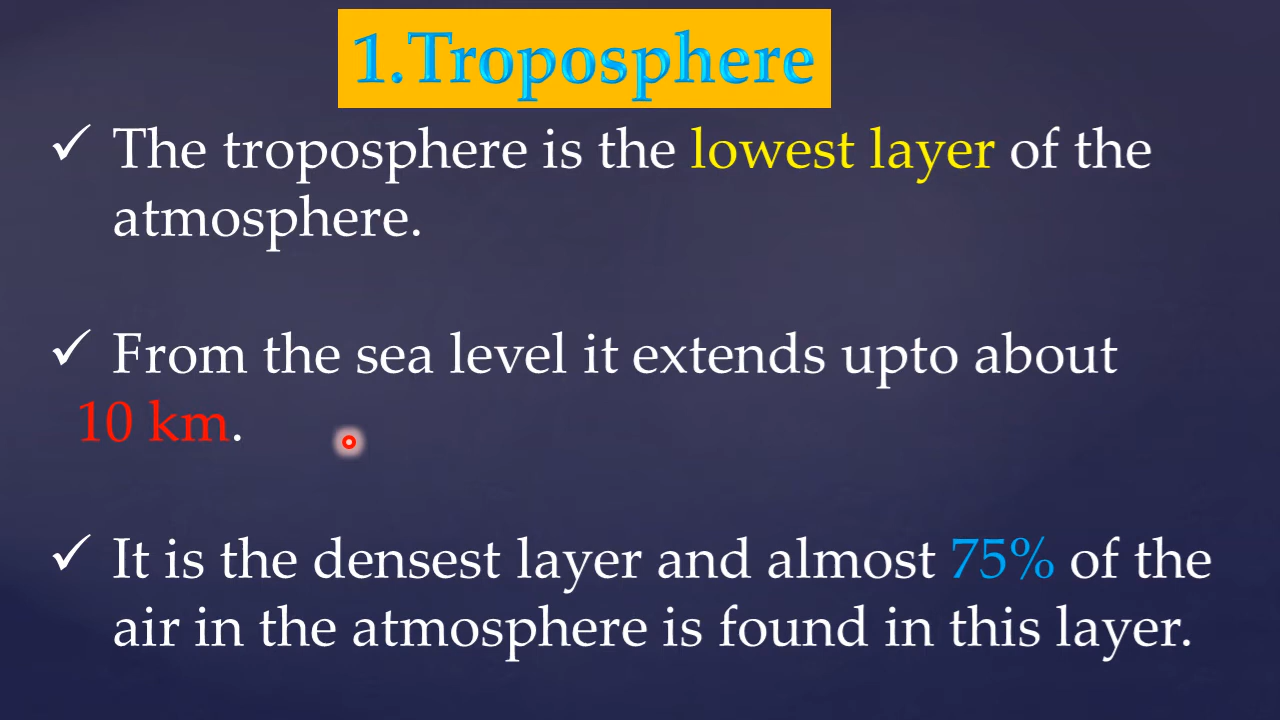 1.Troposphere
✓ The troposphere is the lowest layer of the
atmosphere.
✓ From the sea level it extends upto about
10 km.
✓ It is the densest layer and almost 75% of the
air in the atmosphere is found in this layer.